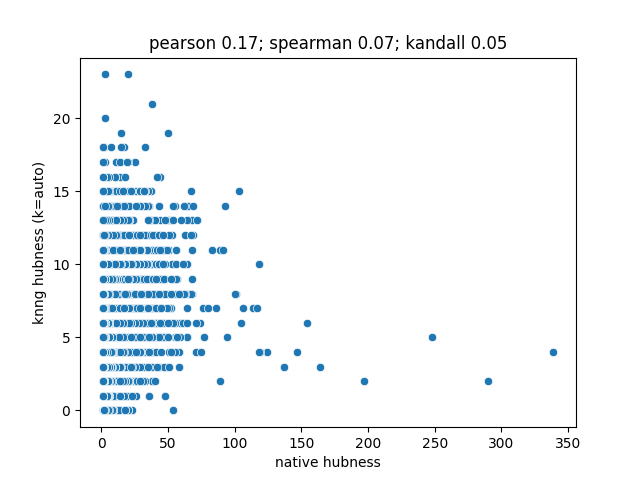 pearson 0.17; spearman 0.07; kandall 0.05
knng hubness (k=auto)
20
15
10
5
0
0 50 100 150 200 250 300 350
native hubness